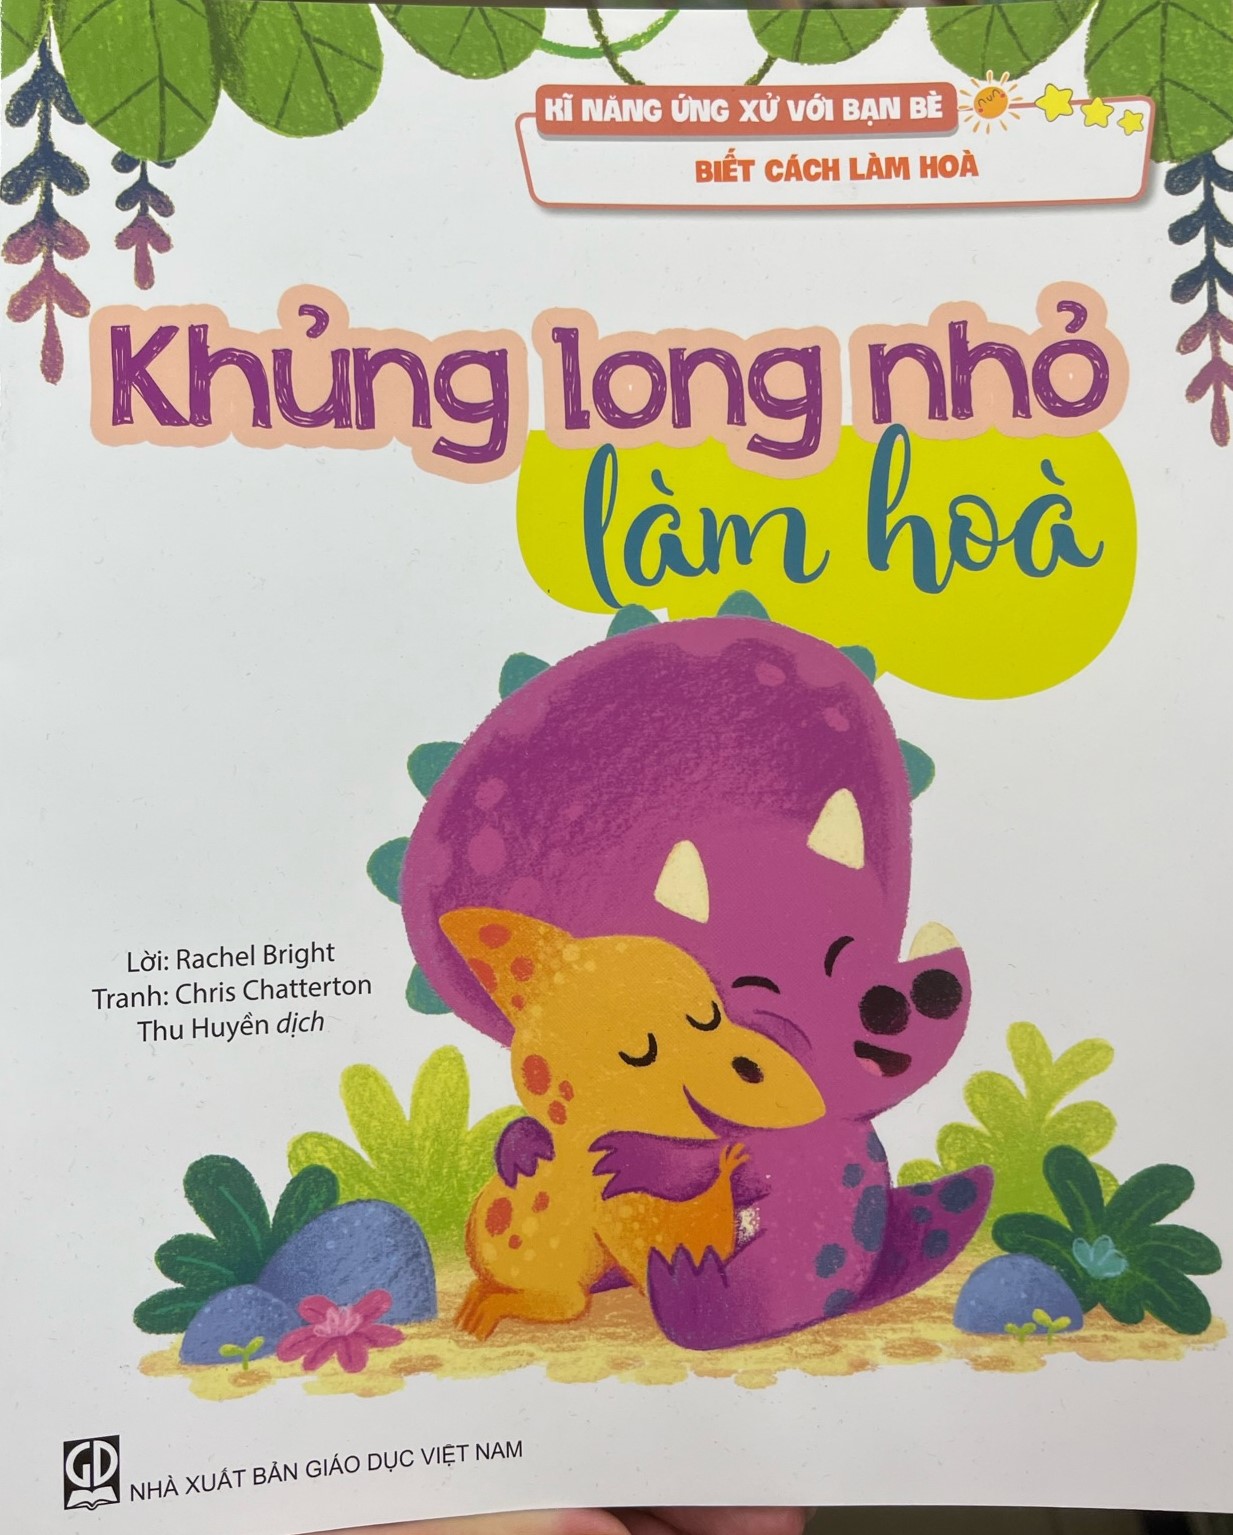 KĨ NĂNG ỨNG XỬ VỚI BẠN BÈ
BIẾT CÁCH LÀM HOÀ
Khủng long nhỏ
làm hoà
Lời: Rachel Bright
Tranh: Chris Chatterton
Thu Huyền dịch
GD
NHÀ XUẤT BẢN GIÁO DỤC VIỆT NAM